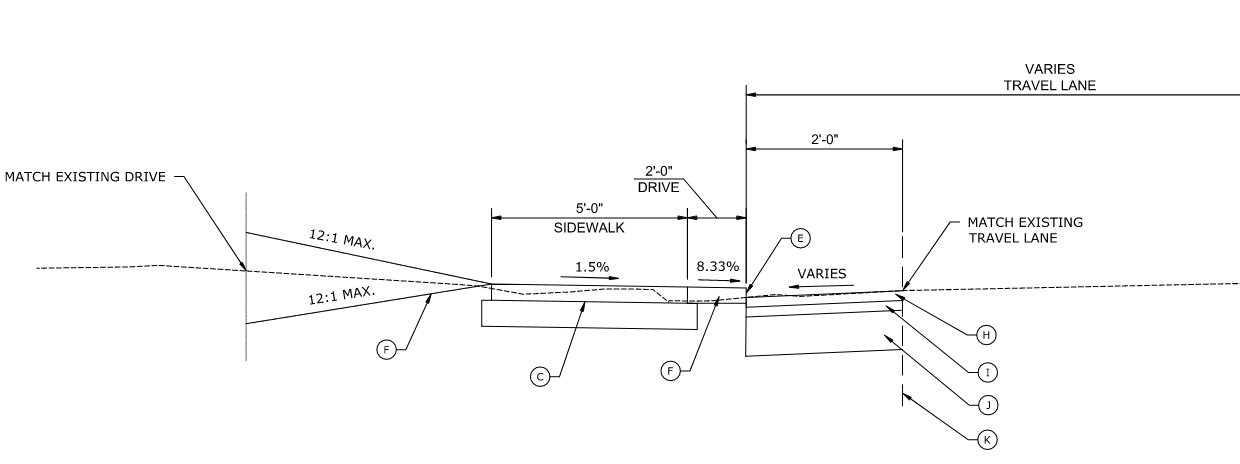 VARIES
TRAVEL LANE
2'-0"
MATCH EXISTING DRIVE
2'-0"
DRIVE
5'-0"
SIDEWALK
MATCH EXISTING
TRAVEL LANE
12:1 MAX.
E
1.5%
8.33%
VARIES
12:1 MAX.
H
F
C
F
I
J
K